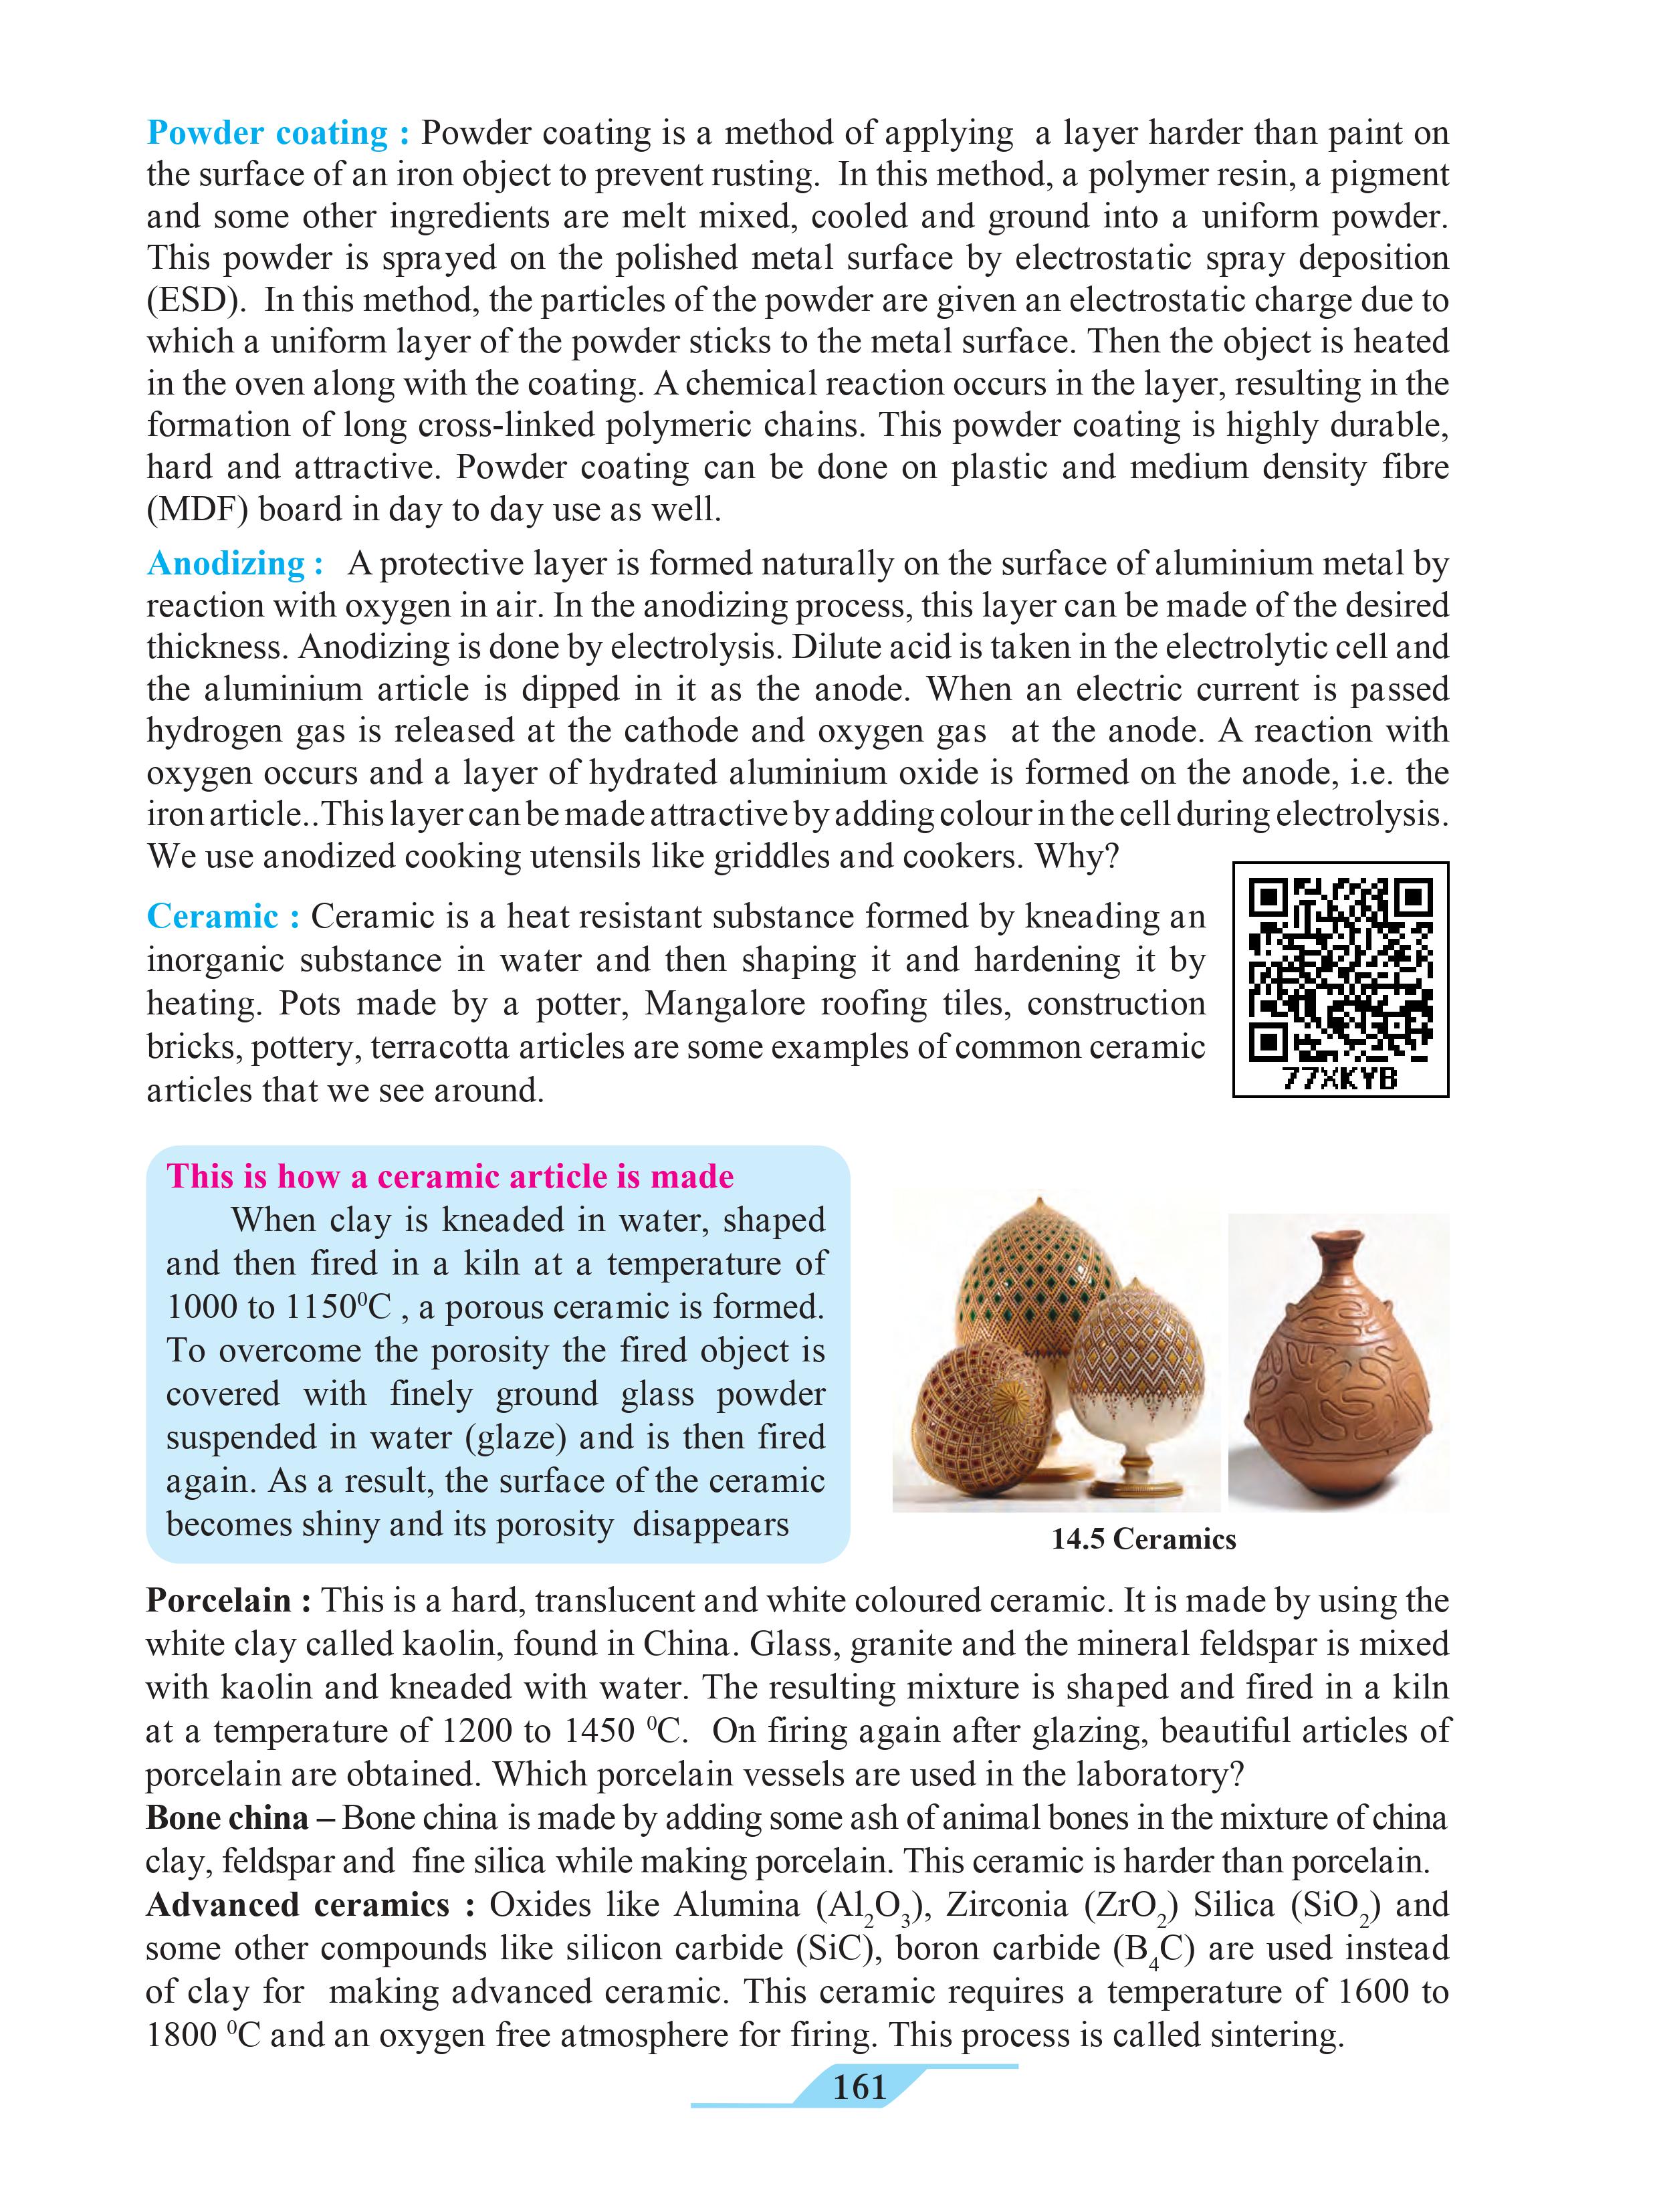 Powder coating : Powder coating is a method of applying a layer harder than paint on
the surface of an iron object to prevent rusting. In this method, a polymer resin, a pigment
and some other ingredients are melt mixed, cooled and ground into a uniform powder.
This powder is sprayed on the polished metal surface by electrostatic spray deposition
(ESD). In this method, the particles of the powder are given an electrostatic charge due to
which a uniform layer of the powder sticks to the metal surface. Then the object is heated
in the oven along with the coating. A chemical reaction occurs in the layer, resulting in the
formation of long cross-linked polymeric chains. This powder coating is highly durable,
hard and attractive. Powder coating can be done on plastic and medium density fibre
(MDF) board in day to day use as well.
Anodizing : A protective layer is formed naturally on the surface of aluminium metal by
reaction with oxygen in air. In the anodizing process, this layer can be made of the desired
thickness. Anodizing is done by electrolysis. Dilute acid is taken in the electrolytic cell and
the aluminium article is dipped in it as the anode. When an electric current is passed
hydrogen gas is released at the cathode and oxygen gas at the anode. A reaction with
oxygen occurs and a layer of hydrated aluminium oxide is formed on the anode, i.e. the
iron article..This layer can be made attractive by adding colour in the cell during electrolysis.
We use anodized cooking utensils like griddles and cookers. Why?
Ceramic : Ceramic is a heat resistant substance formed by kneading an
inorganic substance in water and then shaping it and hardening it by
heating. Pots made by a potter, Mangalore roofing tiles, construction
bricks, pottery, terracotta articles are some examples of common ceramic
articles that we see around.
77XKYB
This is how a ceramic article is made
When clay is kneaded in water, shaped
and then fired in a kiln at a temperature of
1000 to 1150⁰C , a porous ceramic is formed.
To overcome the porosity the fired object is
covered with finely ground glass powder
suspended in water (glaze) and is then fired
again. As a result, the surface of the ceramic
becomes shiny and its porosity disappears
14.5 Ceramics
Porcelain : This is a hard, translucent and white coloured ceramic. It is made by using the
white clay called kaolin, found in China. Glass, granite and the mineral feldspar is mixed
with kaolin and kneaded with water. The resulting mixture is shaped and fired in a kiln
at a temperature of 1200 to 1450 ⁰C. On firing again after glazing, beautiful articles of
porcelain are obtained. Which porcelain vessels are used in the laboratory?
Bone china – Bone china is made by adding some ash of animal bones in the mixture of china
clay, feldspar and fine silica while making porcelain. This ceramic is harder than porcelain.
Advanced ceramics : Oxides like Alumina (Al₂O₃), Zirconia (ZrO₂) Silica (SiO₂) and
some other compounds like silicon carbide (SiC), boron carbide (B₄C) are used instead
of clay for making advanced ceramic. This ceramic requires a temperature of 1600 to
1800 ⁰C and an oxygen free atmosphere for firing. This process is called sintering.
161